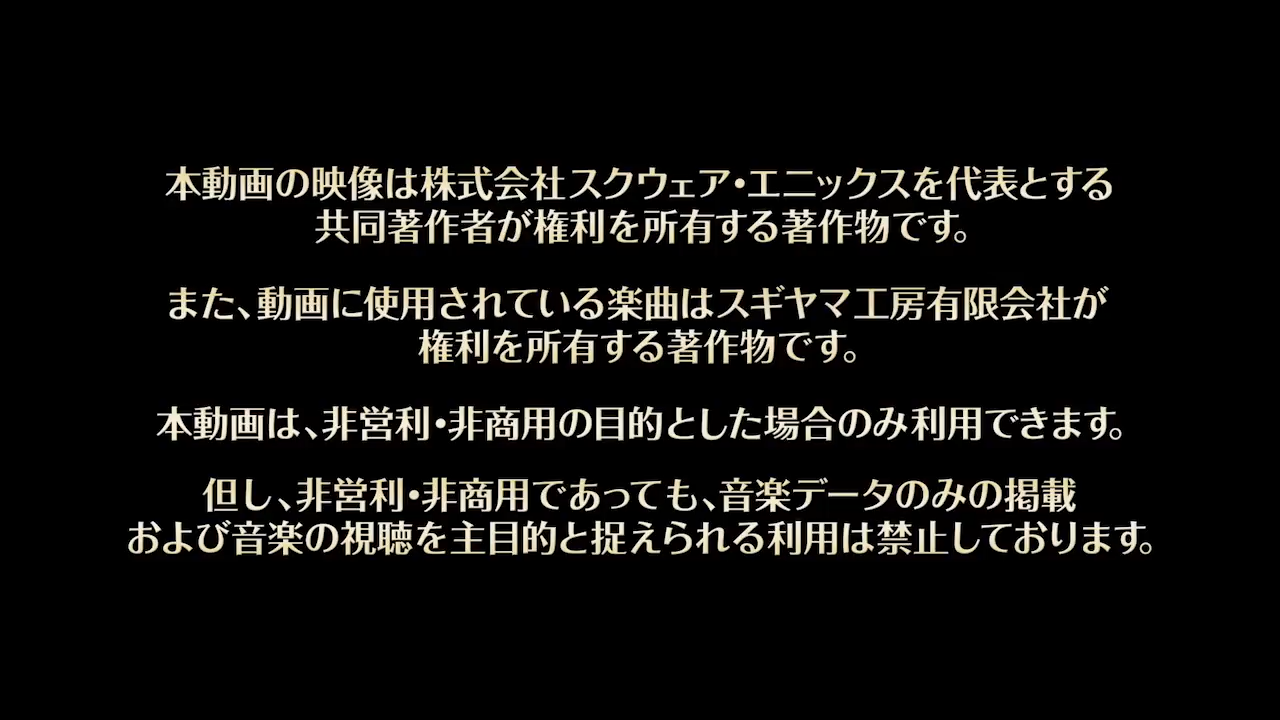 本動画の映像は株式会社スクウェア・エニックスを代表とする
共同著作者が権利を所有する著作物です。
また、動画に使用されている楽曲はスギヤマ工房有限会社が
権利を所有する著作物です。
本動画は、非営利・非商用の目的とした場合のみ利用できます。
但し、非営利・非商用であっても、音楽データのみの掲載
および音楽の視聴を主目的と捉えられる利用は禁止しております。